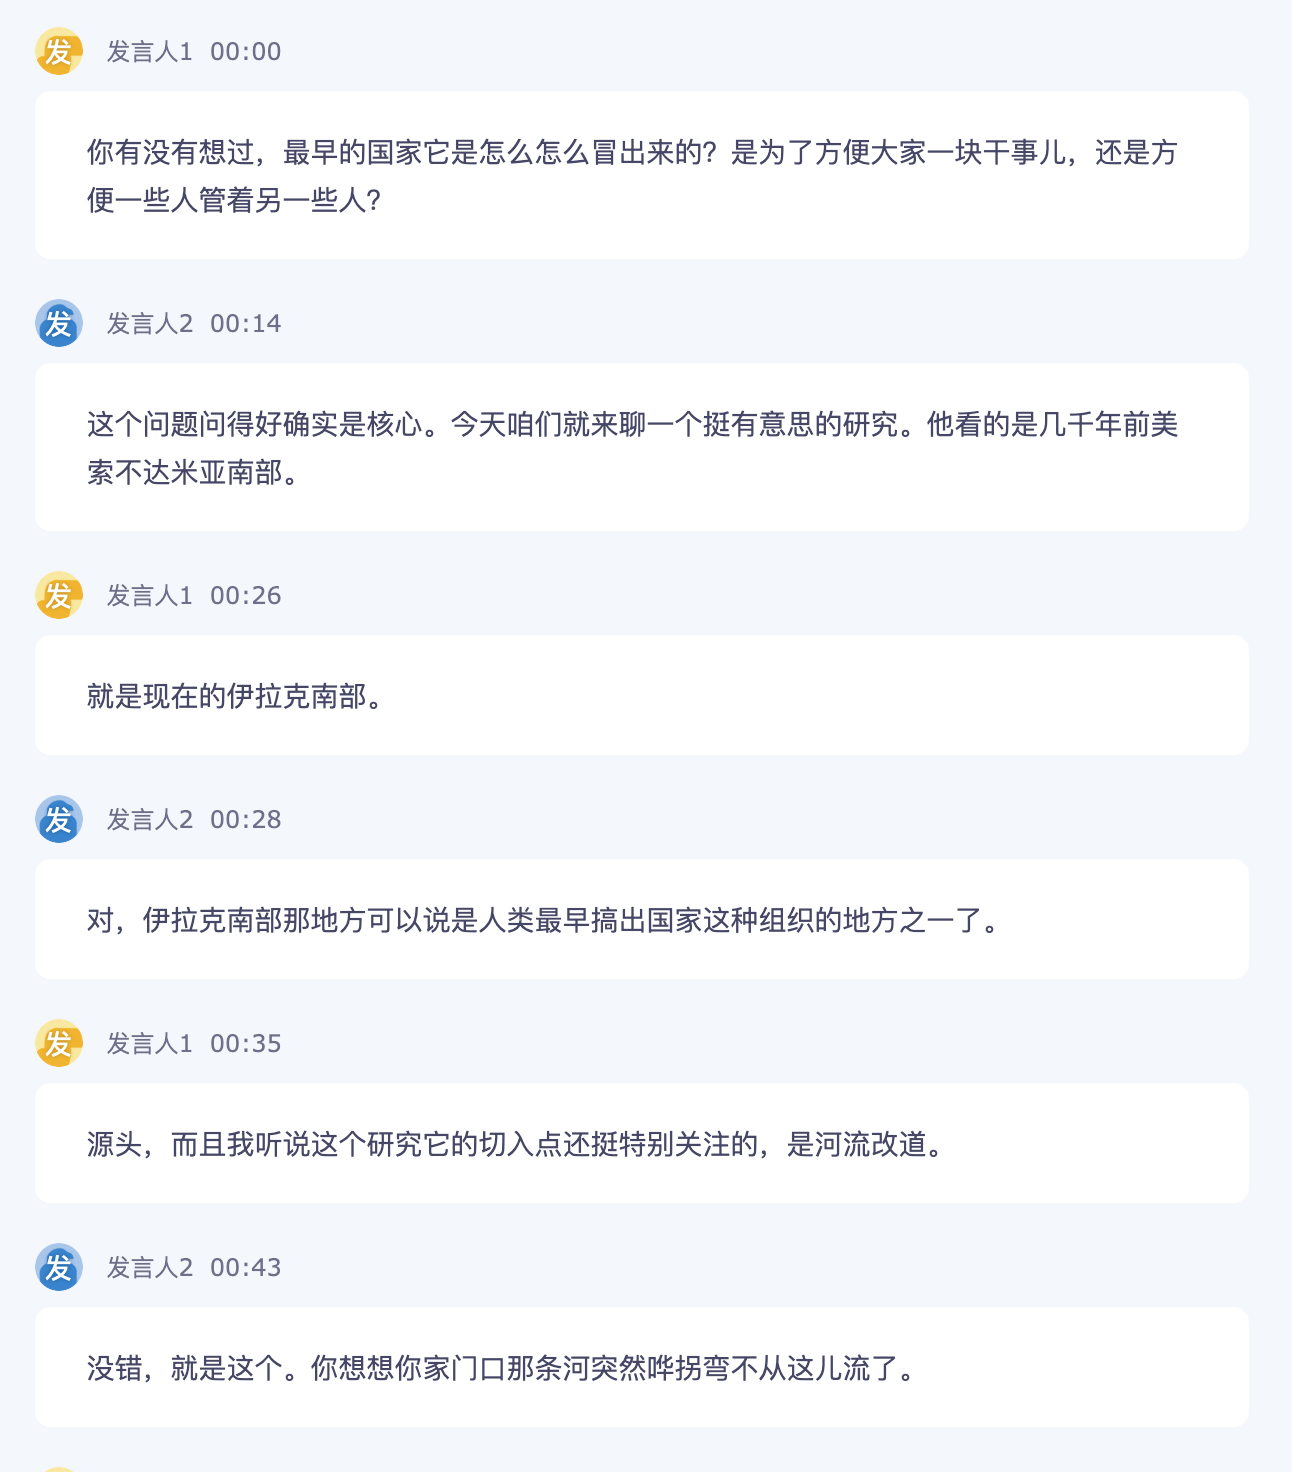 发 发言人1 00:00
你有没有想过，最早的国家它是怎么怎么冒出来的？是为了方便大家一块干事儿，还是方
便一些人管着另一些人？
发 发言人2 00:14
这个问题问得好确实是核心。今天咱们就来聊一个挺有意思的研究。他看的是几千年前美
索不达米亚南部。
发 发言人1 00:26
就是现在的伊拉克南部。
发 发言人2 00:28
对，伊拉克南部那地方可以说是人类最早搞出国家这种组织的地方之一了。
发 发言人1 00:35
源头，而且我听说这个研究它的切入点还挺特别关注的，是河流改道。
发 发言人2 00:43
没错，就是这个。你想想你家门口那条河突然哗拐弯不从这儿流了。